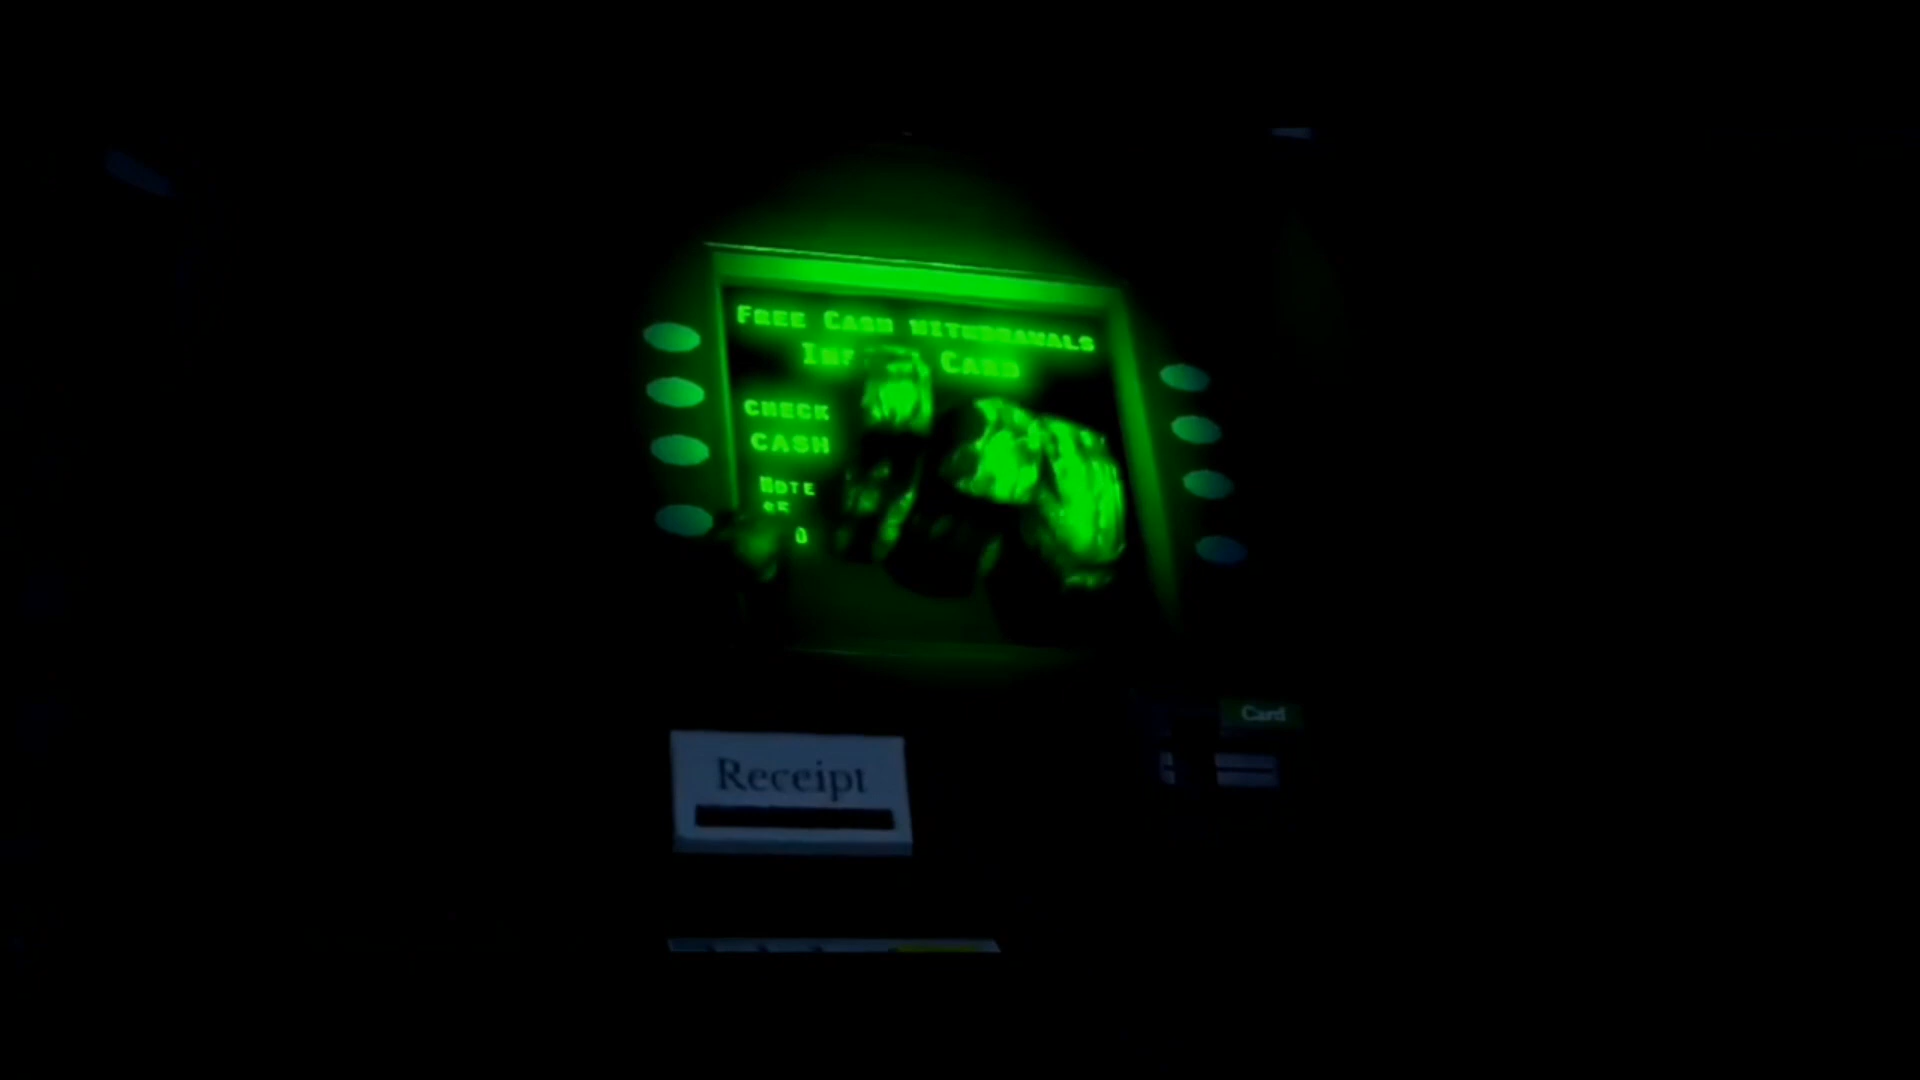 FREE CASH WITHDRAWALS
CARD
CHECK
CASH
NOTE
Card
Receipt